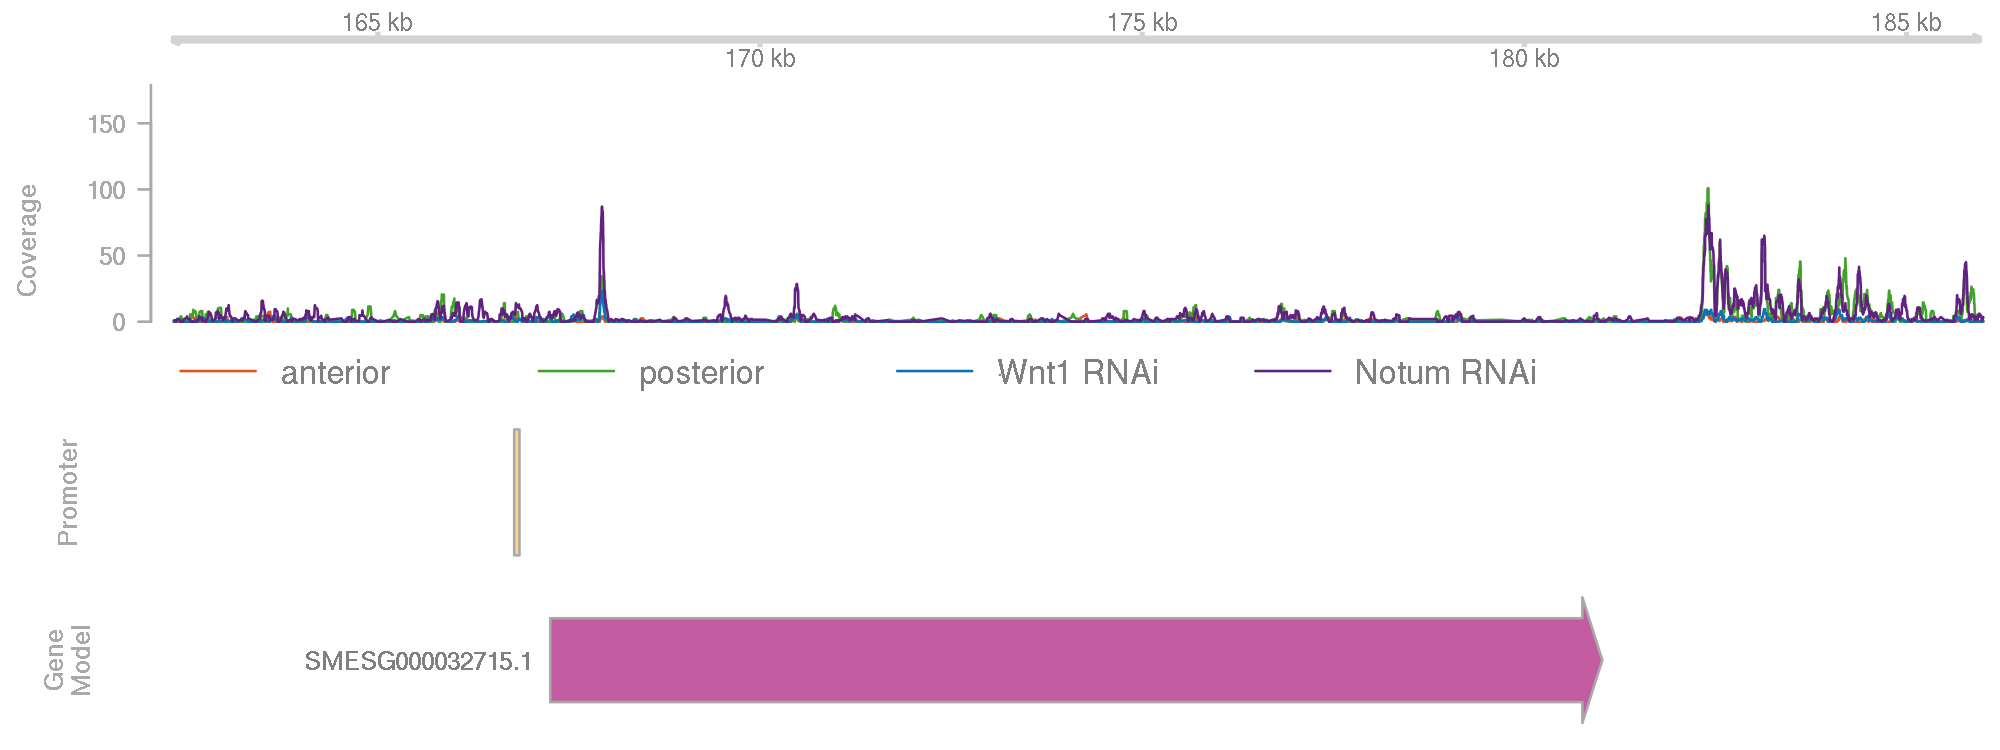 165 kb
175 kb
185 kb
170 kb
180 kb
Coverage
150
100
50
0
anterior
posterior
Wnt1 RNAi
Notum RNAi
Promoter
Gene
Model
SMESG000032715.1